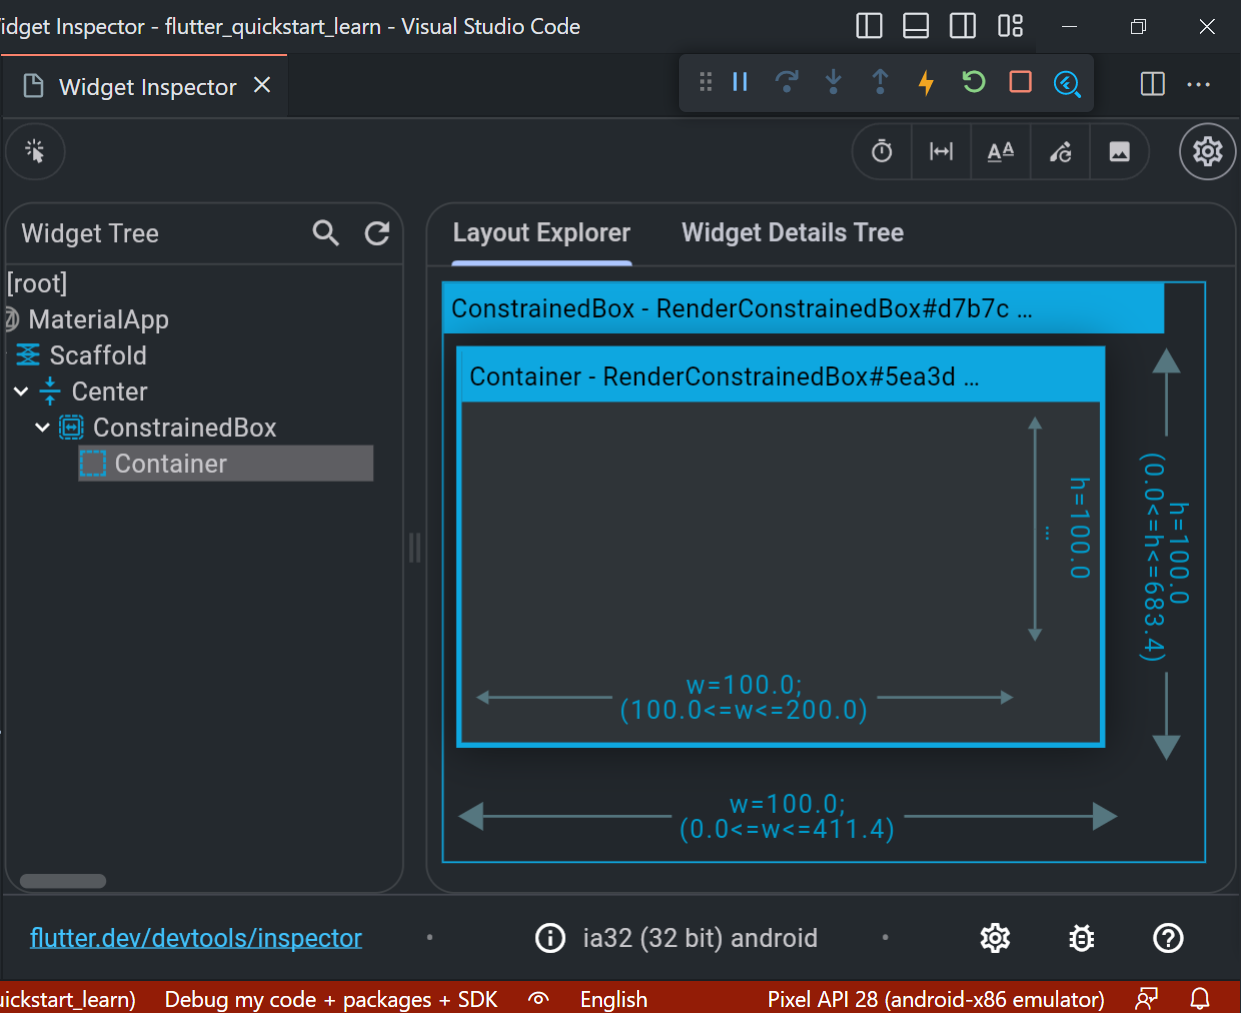 idget Inspector - flutter_quickstart_learn - Visual Studio Code
Widget Inspector
AA
Widget Tree
Layout Explorer
Widget Details Tree
[root]
MaterialApp
Scaffold
Center
ConstrainedBox
Container
ConstrainedBox - RenderConstrainedBox#d7b7c ...
Container - RenderConstrainedBox#5ea3d ...
h=100.0
...
w=100.0;
(100.0<=w<=200.0)
h=100.0
(0.0<=h<=683.4)
w=100.0;
(0.0<=w<=411.4)
flutter.dev/devtools/inspector
•
ia32 (32 bit) android
•
uickstart_learn)
Debug my code + packages + SDK
English
Pixel API 28 (android-x86 emulator)